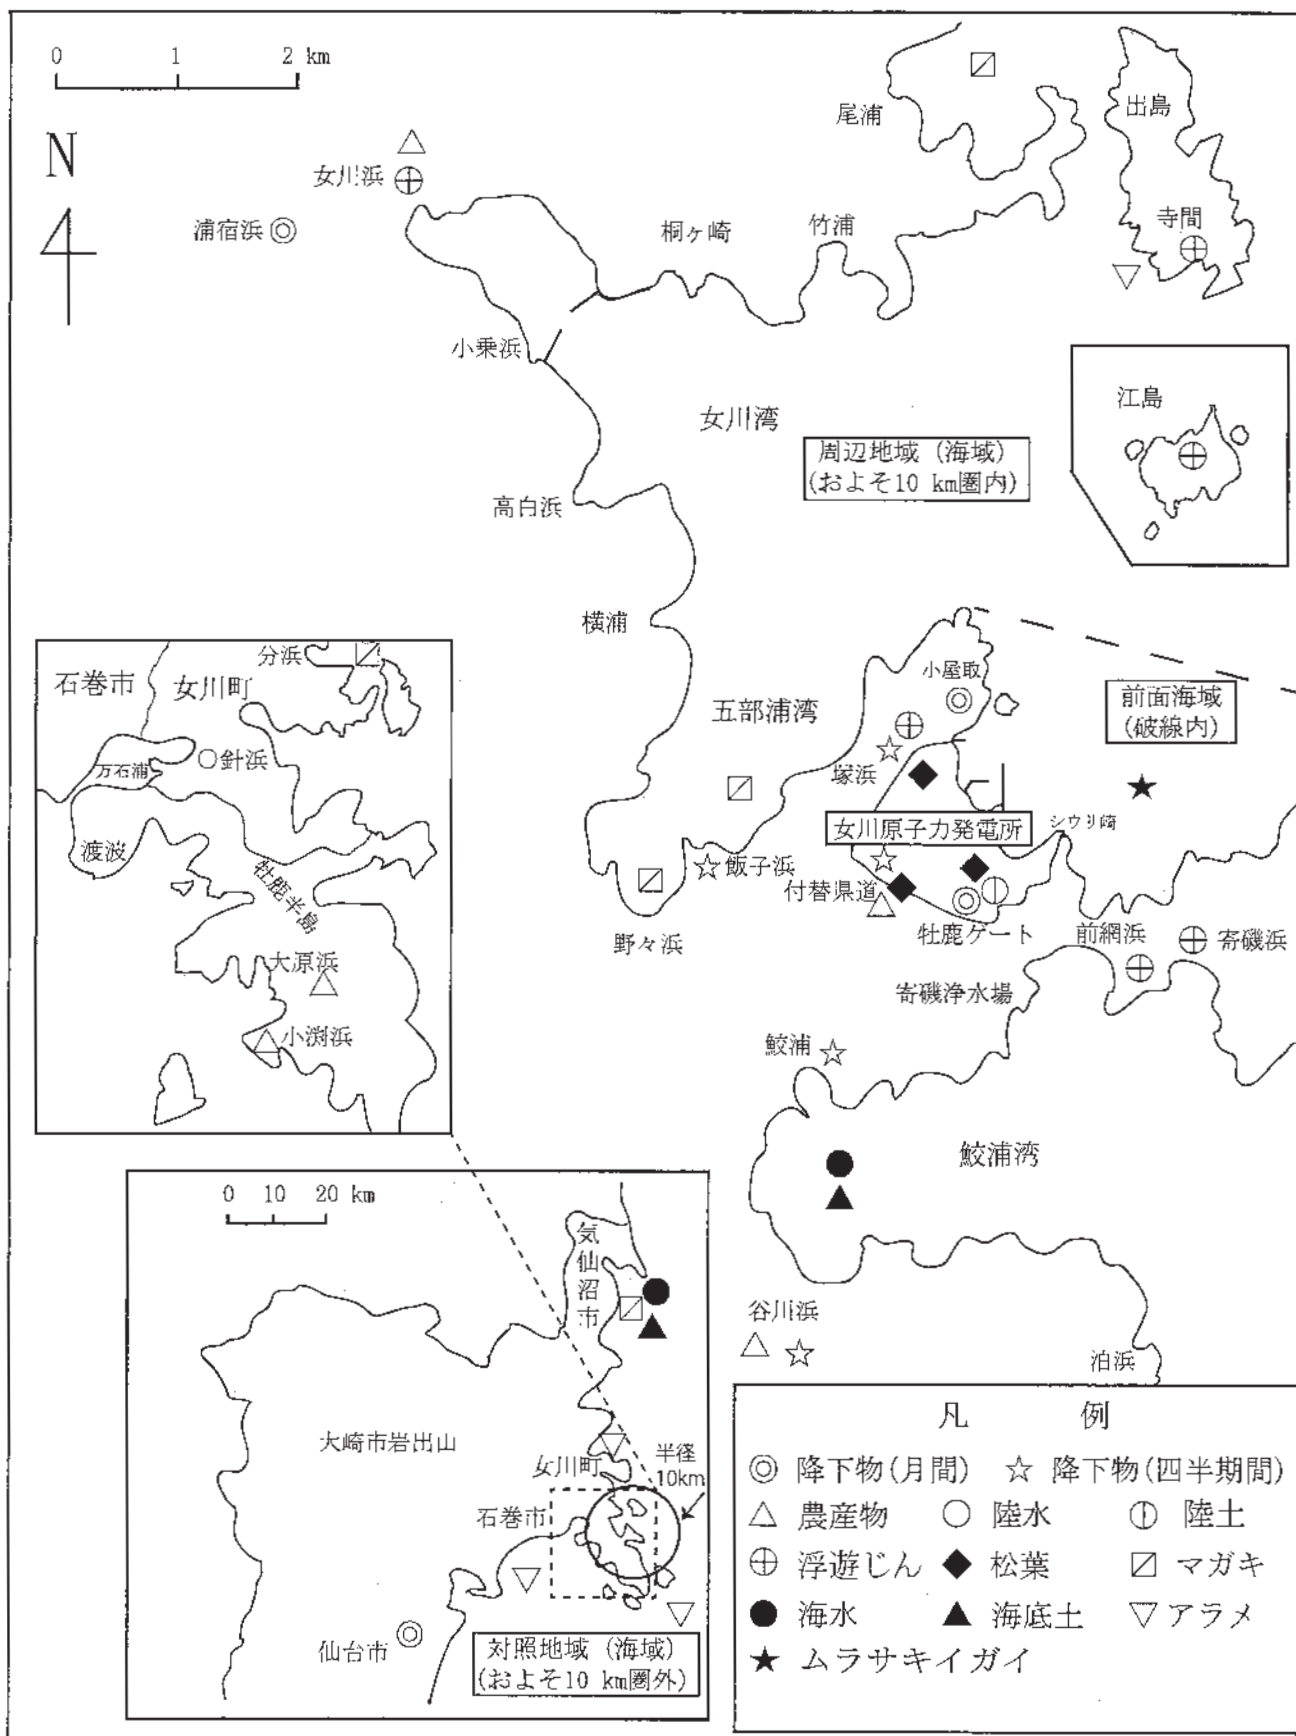 0 1 2 km
N
尾浦
出島
女川浜
浦宿浜
桐ヶ崎
竹浦
寺間
小乗浜
女川湾
江島
周辺地域（海域）
(およそ10 km圏内)
高白浜
横浦
小屋取
五部浦湾
前面海域
(破線内)
塚浜
女川原子力発電所
シウリ崎
飯子浜
付替県道
野々浜
牡鹿ゲート
前網浜
寄磯浜
寄磯浄水場
鮫浦
鮫浦湾
谷川浜
泊浜
分浜
石巻市
女川町
万石浦
針浜
渡波
牡鹿半島
大原浜
小渕浜
0 10 20 km
気仙沼市
大崎市岩出山
女川町
半径
10km
石巻市
仙台市
対照地域（海域）
(およそ10 km圏外)
凡 例
降下物(月間) 降下物(四半期間)
農産物 陸水 陸土
浮遊じん 松葉 マガキ
海水 海底土 アラメ
ムラサキイガイ